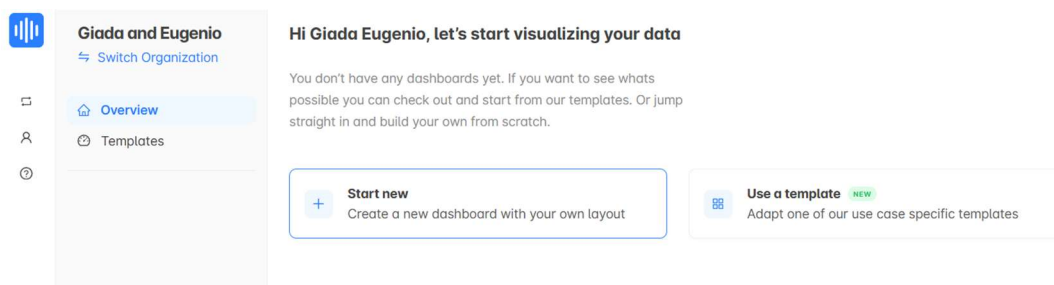 Giada and Eugenio
Switch Organization
Overview
Templates
Hi Giada Eugenio, let's start visualizing your data
You don't have any dashboards yet. If you want to see whats
possible you can check out and start from our templates. Or jump
straight in and build your own from scratch.
Start new
Create a new dashboard with your own layout
Use a template NEW
Adapt one of our use case specific templates